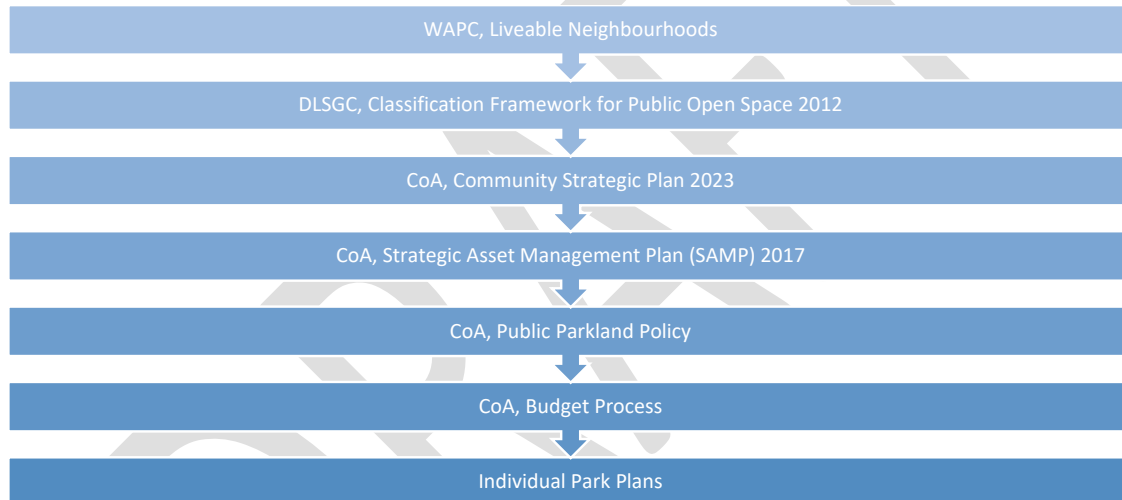 WAPC, Liveable Neighbourhoods
DLSGC, Classification Framework for Public Open Space 2012
CoA, Community Strategic Plan 2023
CoA, Strategic Asset Management Plan (SAMP) 2017
CoA, Public Parkland Policy
CoA, Budget Process
Individual Park Plans